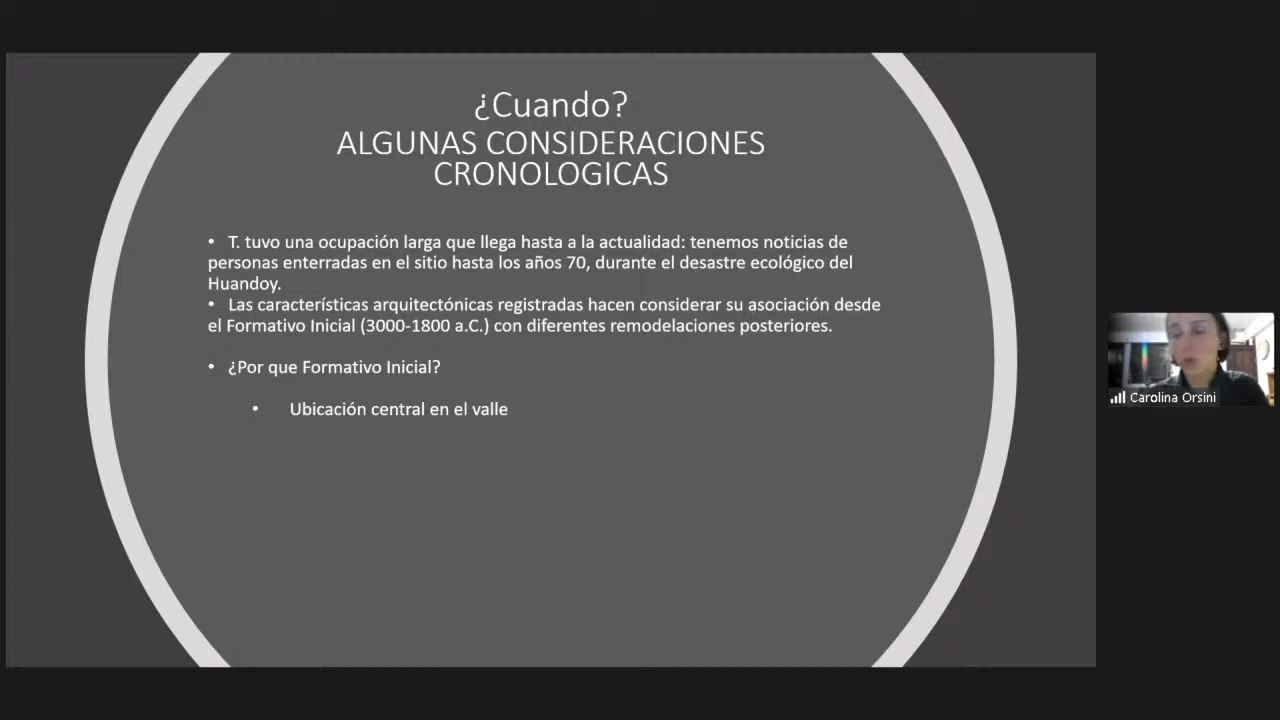 ¿Cuando?
ALGUNAS CONSIDERACIONES
CRONOLOGICAS
• T. tuvo una ocupación larga que llega hasta a la actualidad: tenemos noticias de
personas enterradas en el sitio hasta los años 70, durante el desastre ecológico del
Huandoy.
• Las características arquitectónicas registradas hacen considerar su asociación desde
el Formativo Inicial (3000-1800 a.C.) con diferentes remodelaciones posteriores.
• ¿Por que Formativo Inicial?
• Ubicación central en el valle
Carolina Orsini